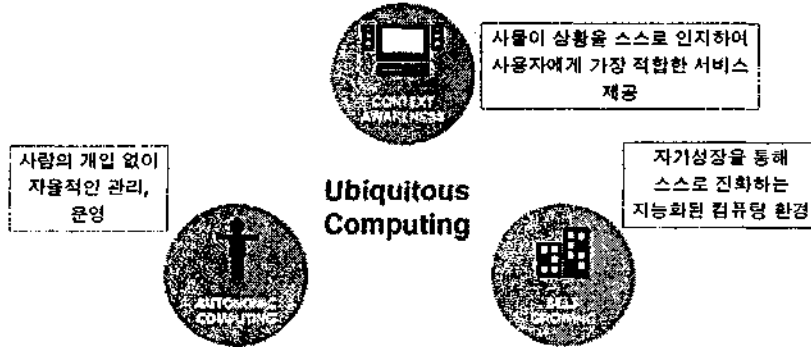 사물이 상황을 스스로 인지하여
사용자에게 가장 적합한 서비스
제공
CONTEXT
AWARENESS
사람의 개입 없이
자율적인 관리,
운영
자기성장을 통해
스스로 진화하는
지능화된 컴퓨팅 환경
Ubiquitous
Computing
AUTONOMIC
COMPUTING
SELF
GROWING